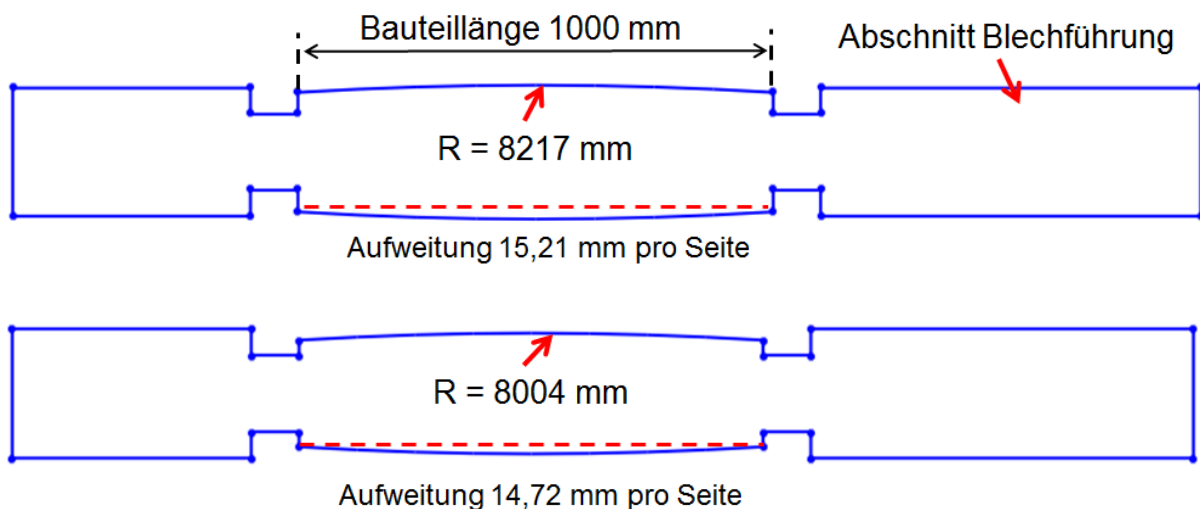 Bauteillänge 1000 mm
Abschnitt Blechführung
R = 8217 mm
Aufweitung 15,21 mm pro Seite
R = 8004 mm
Aufweitung 14,72 mm pro Seite